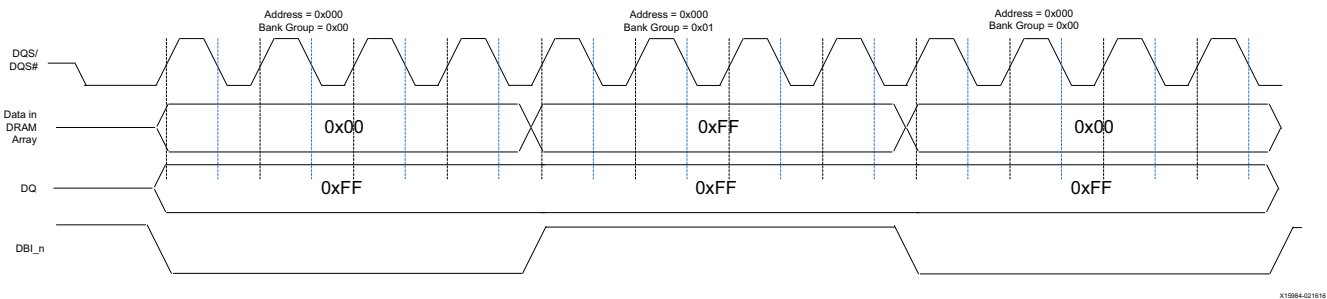 Address = 0x000
Bank Group = 0x00
Address = 0x000
Bank Group = 0x01
Address = 0x000
Bank Group = 0x00
DQS/
DQS#
Data in
DRAM
Array
0x00
0xFF
0x00
DQ
0xFF
0xFF
0xFF
DBI_n
X15984-021616